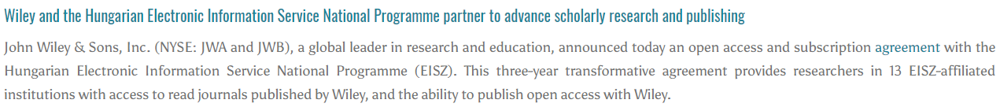 Wiley and the Hungarian Electronic Information Service National Programme partner to advance scholarly research and publishing
John Wiley & Sons, Inc. (NYSE: JWA and JWB), a global leader in research and education, announced today an open access and subscription agreement with the
Hungarian Electronic Information Service National Programme (EISZ). This three-year transformative agreement provides researchers in 13 EISZ-affiliated
institutions with access to read journals published by Wiley, and the ability to publish open access with Wiley.